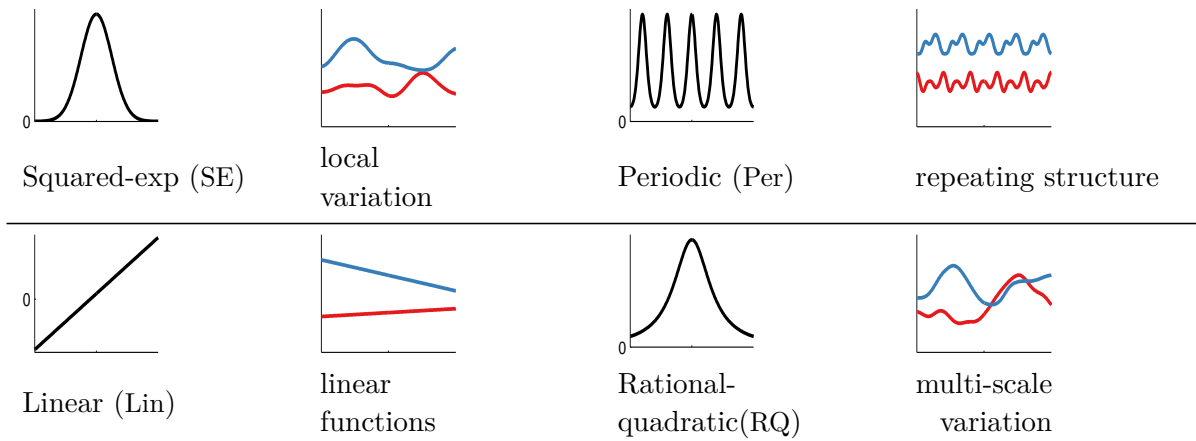 0
0
Squared-exp (SE)
local
variation
Periodic (Per)
repeating structure
0
0
Linear (Lin)
linear
functions
Rational-
quadratic(RQ)
multi-scale
variation